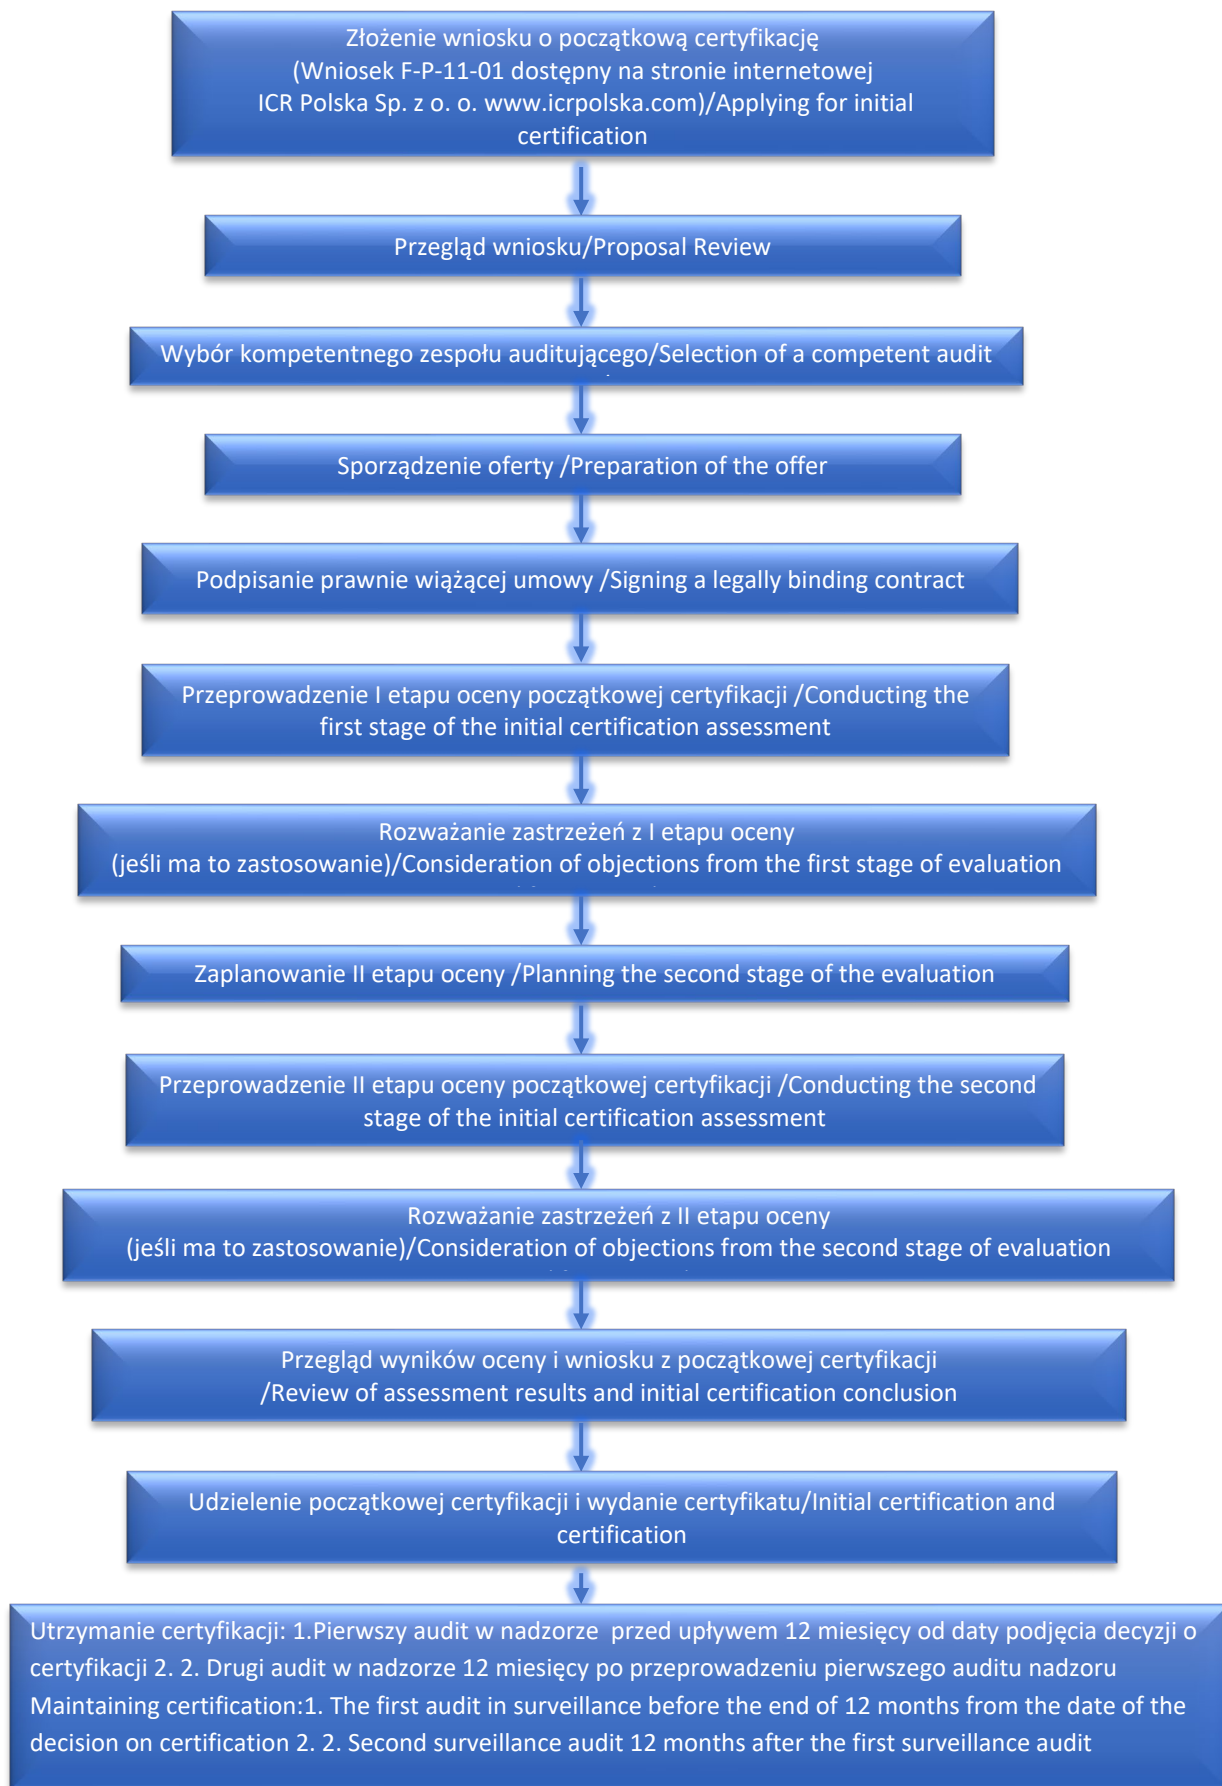 Złożenie wniosku o początkową certyfikację
(Wniosek F-P-11-01 dostępny na stronie internetowej
ICR Polska Sp. z o. o. www.icrpolska.com)/Applying for initial
certification
Przegląd wniosku/Proposal Review
Wybór kompetentnego zespołu auditującego/Selection of a competent audit
Sporządzenie oferty /Preparation of the offer
Podpisanie prawnie wiążącej umowy /Signing a legally binding contract
Przeprowadzenie I etapu oceny początkowej certyfikacji /Conducting the
first stage of the initial certification assessment
Rozważanie zastrzeżeń z I etapu oceny
(jeśli ma to zastosowanie)/Consideration of objections from the first stage of evaluation
Zaplanowanie II etapu oceny /Planning the second stage of the evaluation
Przeprowadzenie II etapu oceny początkowej certyfikacji /Conducting the second
stage of the initial certification assessment
Rozważanie zastrzeżeń z II etapu oceny
(jeśli ma to zastosowanie)/Consideration of objections from the second stage of evaluation
Przegląd wyników oceny i wniosku z początkowej certyfikacji
/Review of assessment results and initial certification conclusion
Udzielenie początkowej certyfikacji i wydanie certyfikatu/Initial certification and
certification
Utrzymanie certyfikacji: 1.Pierwszy audit w nadzorze  przed upływem 12 miesięcy od daty podjęcia decyzji o
certyfikacji 2. 2. Drugi audit w nadzorze 12 miesięcy po przeprowadzeniu pierwszego auditu nadzoru
Maintaining certification:1. The first audit in surveillance before the end of 12 months from the date of the
decision on certification 2. 2. Second surveillance audit 12 months after the first surveillance audit